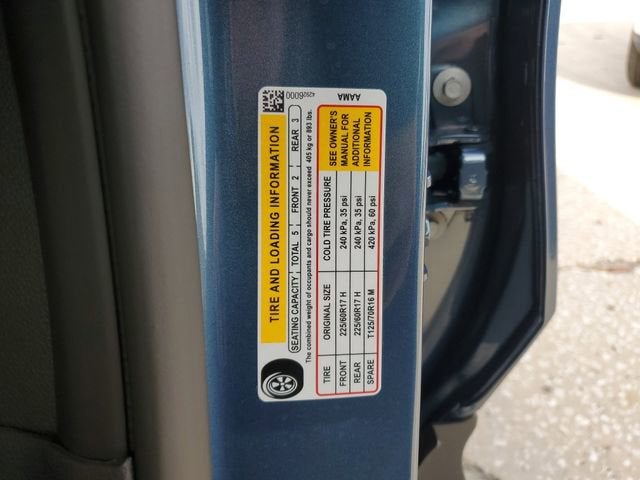 4292 6000
AAMA
TIRE AND LOADING INFORMATION
SEATING CAPACITY TOTAL 5 FRONT 2 REAR 3
The combined weight of occupants and cargo should never exceed 405 kg or 893 lbs.
TIRE ORIGINAL SIZE COLD TIRE PRESSURE
FRONT 225/60R17 H 240 kPa, 35 psi
REAR 225/60R17 H 240 kPa, 35 psi
SPARE T125/70R16 M 420 kPa, 60 psi
SEE OWNER'S
MANUAL FOR
ADDITIONAL
INFORMATION